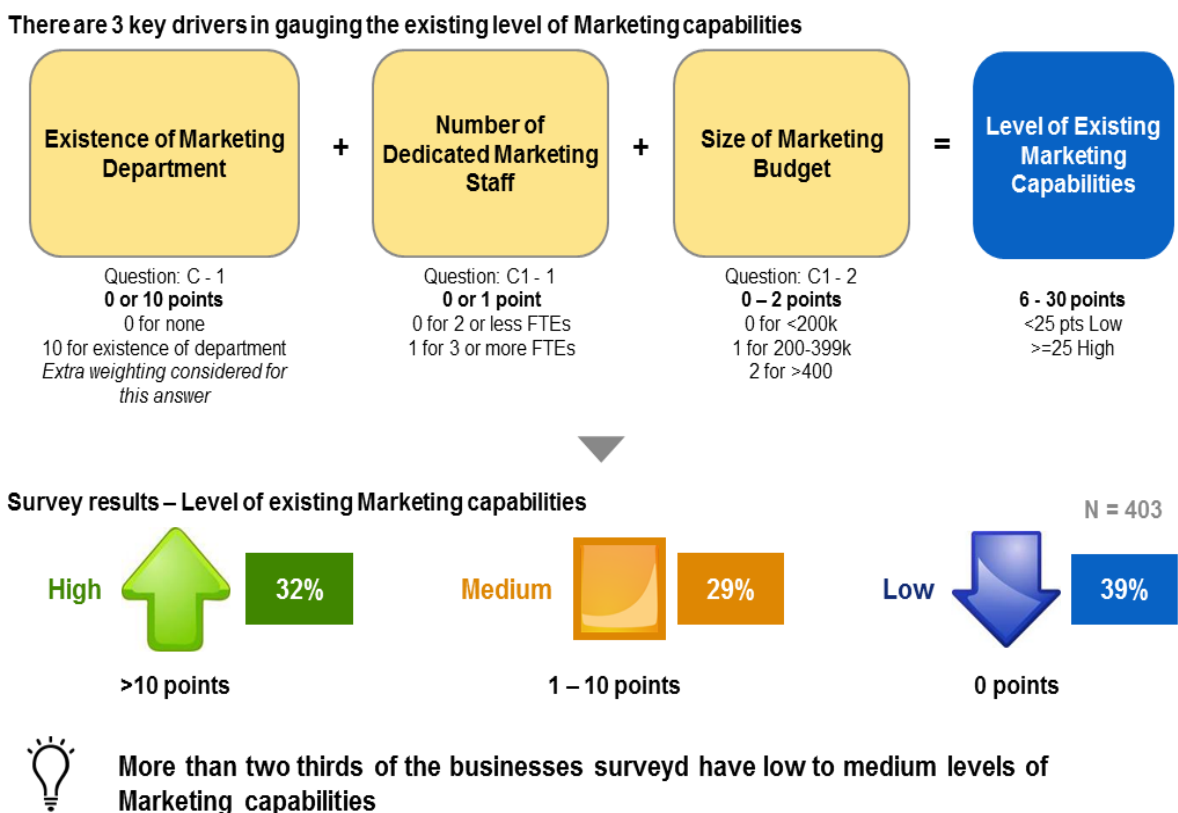 There are 3 key drivers in gauging the existing level of Marketing capabilities
Existence of Marketing
Department
+
Number of
Dedicated Marketing
Staff
+
Size of Marketing
Budget
=
Level of Existing
Marketing
Capabilities
Question: C - 1
0 or 10 points
0 for none
10 for existence of department
Extra weighting considered for
this answer
Question: C1 - 1
0 or 1 point
0 for 2 or less FTEs
1 for 3 or more FTEs
Question: C1 - 2
0 – 2 points
0 for <200k
1 for 200-399k
2 for >400
6 - 30 points
<25 pts Low
>=25 High
Survey results – Level of existing Marketing capabilities
N = 403
High
32%
>10 points
Medium
29%
1 – 10 points
Low
39%
0 points
More than two thirds of the businesses surveyd have low to medium levels of
Marketing capabilities